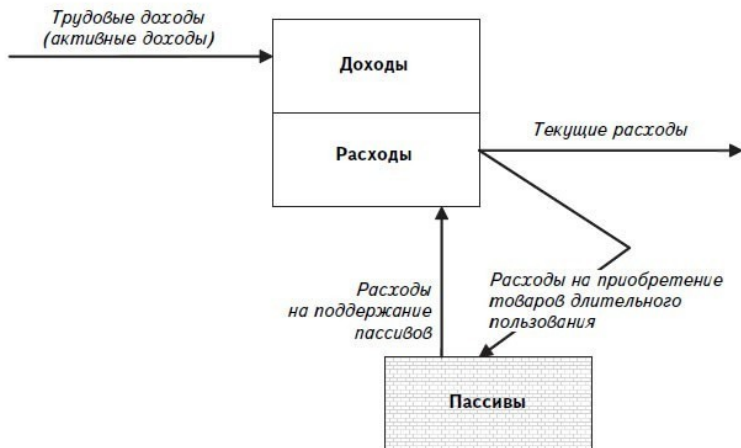 Трудовые доходы
(активные доходы)
Доходы
Текущие расходы
Расходы
Расходы
на поддержание
пассивов
Расходы на приобретение
товаров длительного
пользования
Пассивы